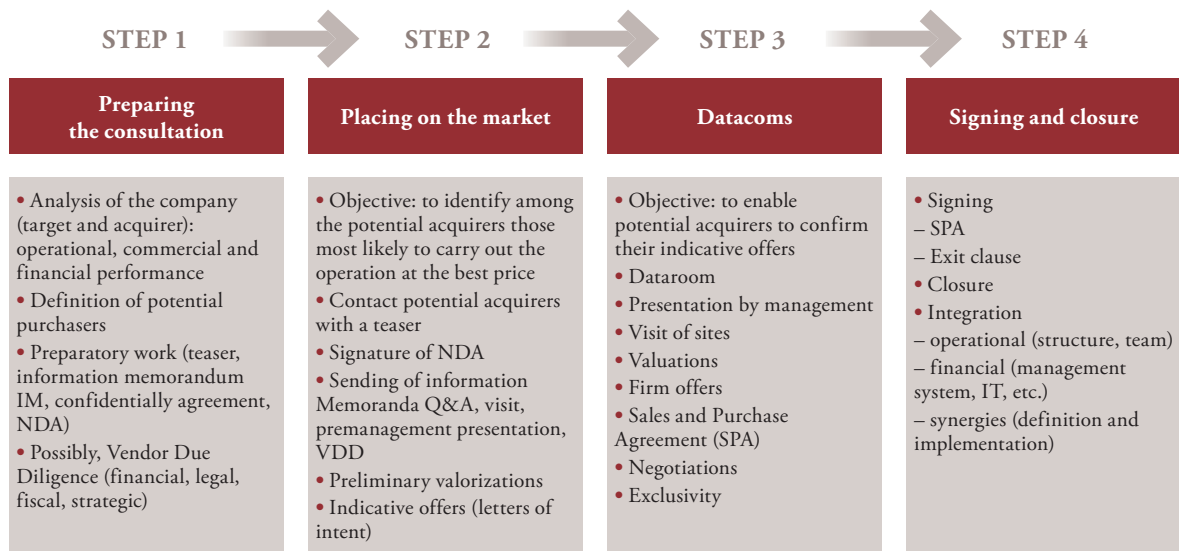 STEP 1
STEP 2
STEP 3
STEP 4
Preparing
the consultation
Placing on the market
Datacoms
Signing and closure
• Analysis of the company
(target and acquirer):
operational, commercial and
financial performance
• Definition of potential
purchasers
• Preparatory work (teaser,
information memorandum
IM, confidentially agreement,
NDA)
• Possibly, Vendor Due
Diligence (financial, legal,
fiscal, strategic)
• Objective: to identify among
the potential acquirers those
most likely to carry out the
operation at the best price
• Contact potential acquirers
with a teaser
• Signature of NDA
• Sending of information
Memoranda Q&A, visit,
premanagement presentation,
VDD
• Preliminary valorizations
• Indicative offers (letters of
intent)
• Objective: to enable
potential acquirers to confirm
their indicative offers
• Dataroom
• Presentation by management
• Visit of sites
• Valuations
• Firm offers
• Sales and Purchase
Agreement (SPA)
• Negotiations
• Exclusivity
• Signing
– SPA
– Exit clause
• Closure
• Integration
– operational (structure, team)
– financial (management
system, IT, etc.)
– synergies (definition and
implementation)